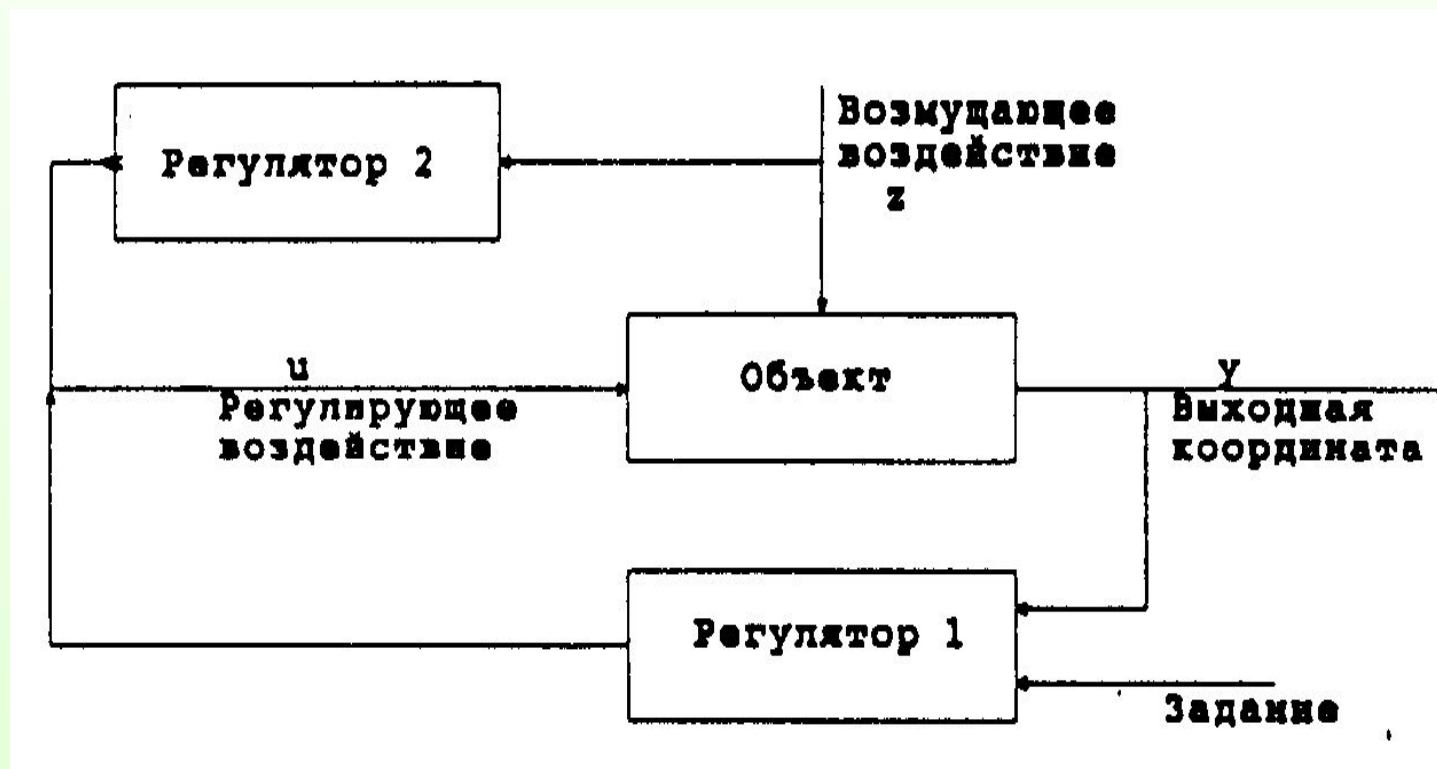 Возмущающее
воздействие
z
Регулятор 2
Объект
u
Регулирующее
воздействие
y
Выходная
координата
Регулятор 1
Задание